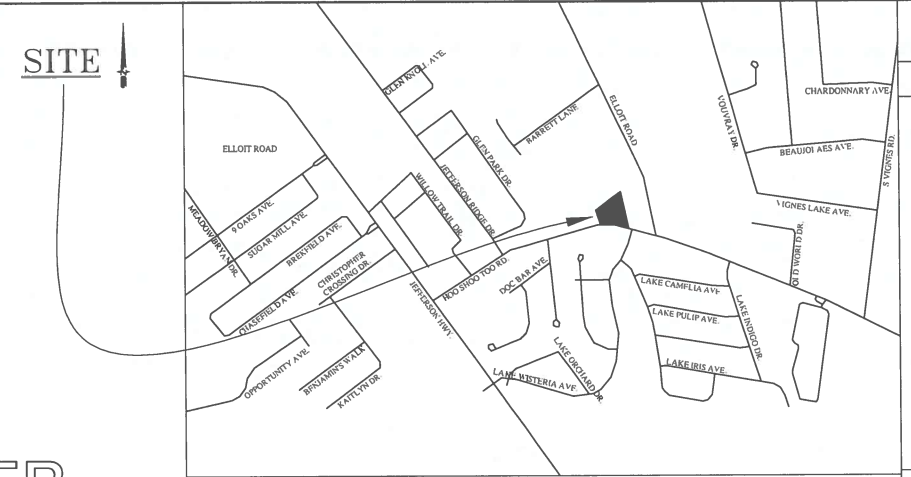 SITE
GLEN KNOLL AVE.
CHARDONNARY AVE.
ELLOIT ROAD
VOUVRAY DR.
BARRETT LANE
S VIGNES RD.
ELLOIT ROAD
GLEN PARK DR.
BEAUJOLAES AVE.
JEFFERSON RIDGE DR.
WILLOW TRAIL DR.
9 OAKS AVE.
MEADOW BRYAN DR.
SUGAR MILL AVE.
VIGNES LAKE AVE.
BREKFIELD AVE.
OLD WORLD DR.
CHRISTOPHER
CROSSING DR.
HOO SHOO TOO RD.
DOC BAR AVE.
LAKE CAMFLIA AVE
CHASEFIELD AVE.
JEFFERSON HWY.
LAKE PULIP AVE.
LAKE INDIGO DR.
OPPORTUNITY AVE
BENJAMIN'S WALK
KAITLYN DR.
LAKE ORCHARD DR.
LAKE WISTERIA AVE.
LAKE IRIS AVE.